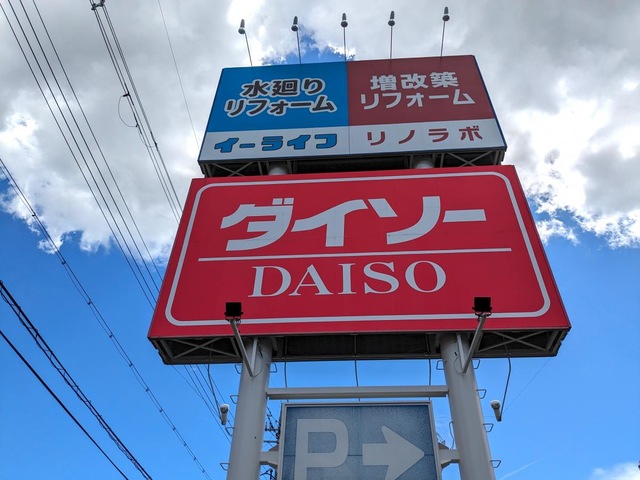 水廻り
リフォーム
イーライフ
増改築
リフォーム
リノラボ
ダイソー
DAISO
P